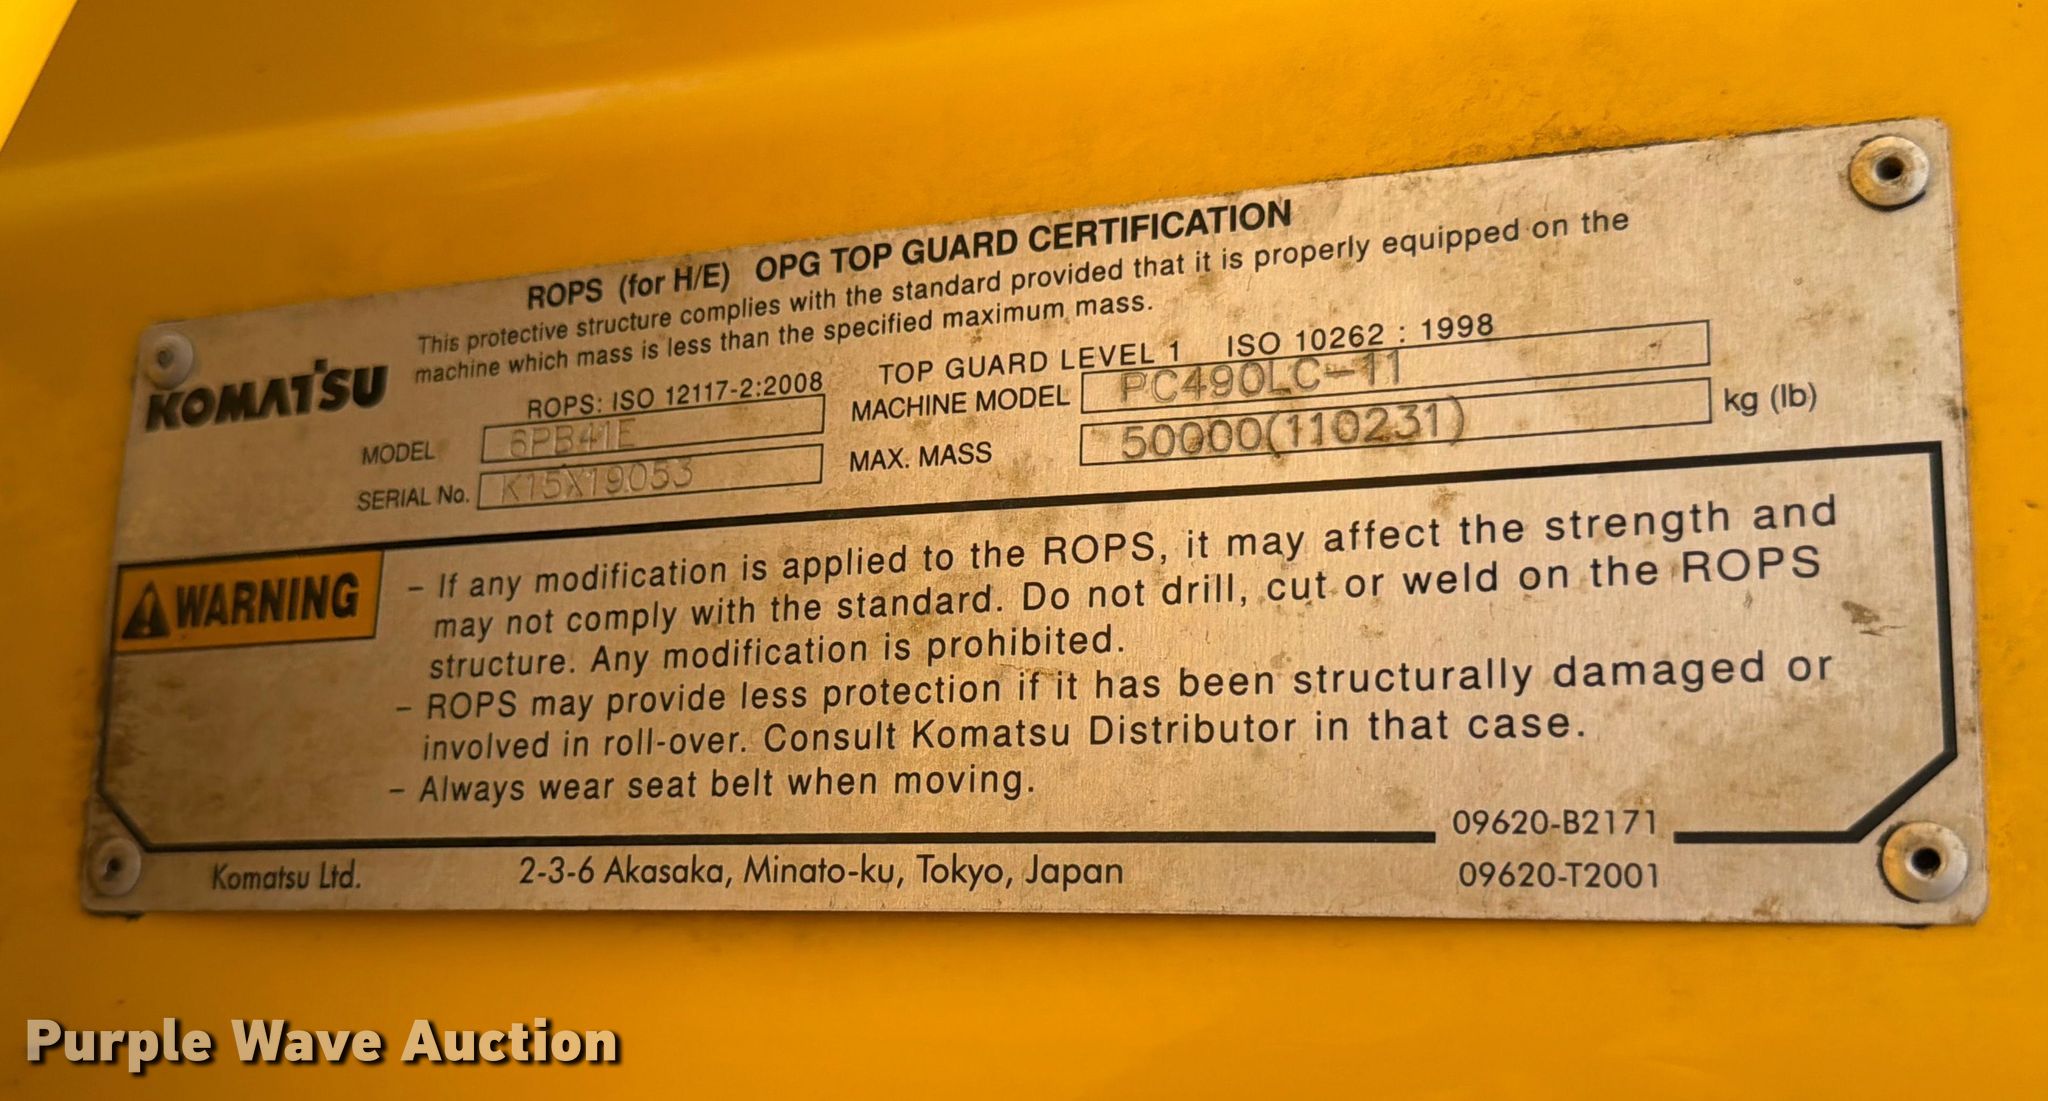 ROPS (for H/E) OPG TOP GUARD CERTIFICATION
This protective structure complies with the standard provided that it is properly equipped on the
machine which mass is less than the specified maximum mass.
KOMATSU
ROPS: ISO 12117-2:2008
TOP GUARD LEVEL 1 ISO 10262 : 1998
MODEL 6PB41E
MACHINE MODEL PC490LC-11
SERIAL No. K15X19053
MAX. MASS 50000(110231) kg (lb)
WARNING
- If any modification is applied to the ROPS, it may affect the strength and
may not comply with the standard. Do not drill, cut or weld on the ROPS
structure. Any modification is prohibited.
- ROPS may provide less protection if it has been structurally damaged or
involved in roll-over. Consult Komatsu Distributor in that case.
- Always wear seat belt when moving.
09620-B2171
Komatsu Ltd. 2-3-6 Akasaka, Minato-ku, Tokyo, Japan 09620-T2001
Purple Wave Auction